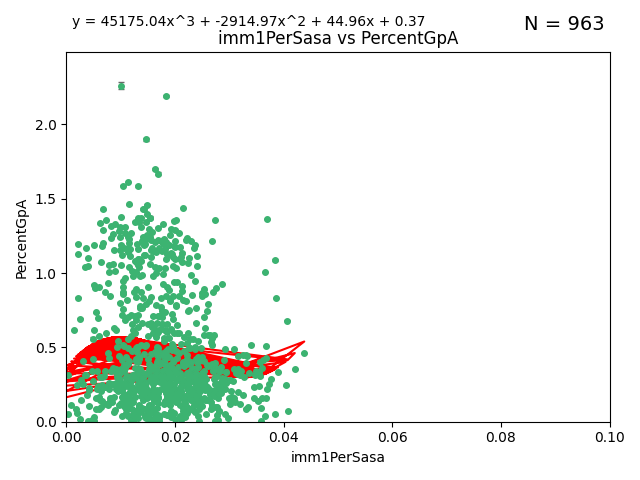 y = 45175.04x^3 + -2914.97x^2 + 44.96x + 0.37
N = 963
imm1PerSasa vs PercentGpA
PercentGpA
2.0
1.5
1.0
0.5
0.0
0.00 0.02 0.04 0.06 0.08 0.10
imm1PerSasa